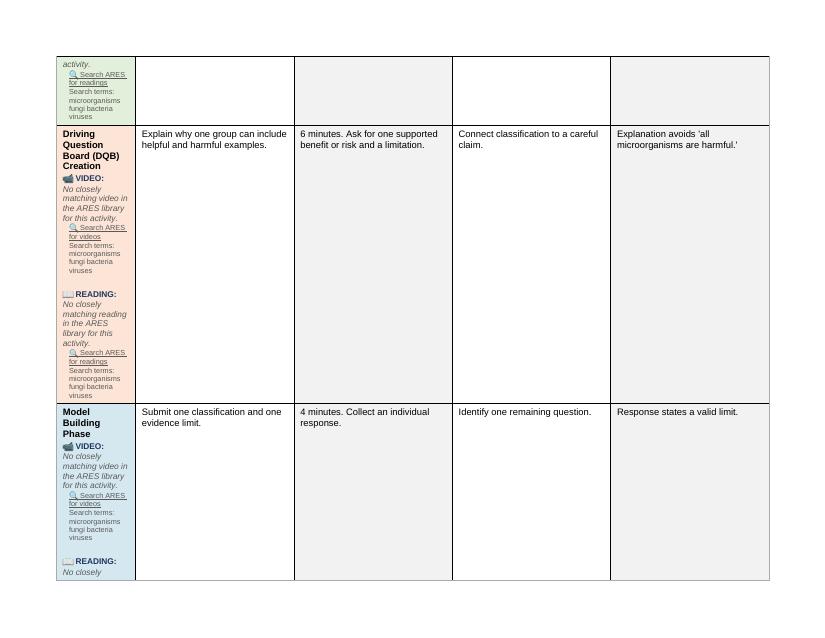 activity.
🔍 Search ARES
for readings
Search terms:
microorganisms
fungi bacteria
viruses
Driving
Question
Board (DQB)
Creation
📹 VIDEO:
No closely
matching video in
the ARES library
for this activity.
🔍 Search ARES
for videos
Search terms:
microorganisms
fungi bacteria
viruses
📖 READING:
No closely
matching reading
in the ARES
library for this
activity.
🔍 Search ARES
for readings
Search terms:
microorganisms
fungi bacteria
viruses
Explain why one group can include
helpful and harmful examples.
6 minutes. Ask for one supported
benefit or risk and a limitation.
Connect classification to a careful
claim.
Explanation avoids 'all
microorganisms are harmful.'
Model
Building
Phase
📹 VIDEO:
No closely
matching video in
the ARES library
for this activity.
🔍 Search ARES
for videos
Search terms:
microorganisms
fungi bacteria
viruses
📖 READING:
No closely
Submit one classification and one
evidence limit.
4 minutes. Collect an individual
response.
Identify one remaining question.
Response states a valid limit.